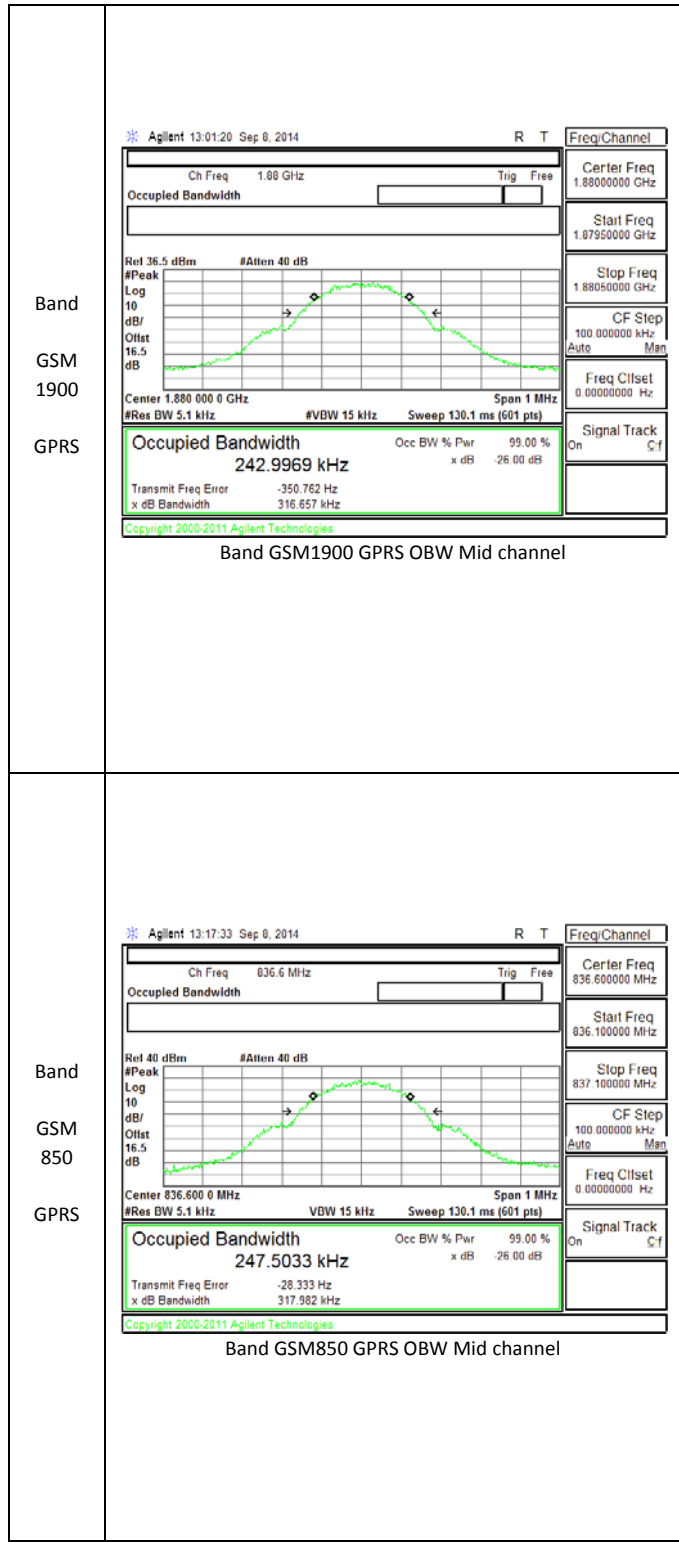 Band
GSM
1900
GPRS
Agilent 13:01:20 Sep 8, 2014 R T
Ch Freq 1.88 GHz Trig Free
Occupied Bandwidth
Ref 36.5 dBm #Atten 40 dB
#Peak
Log
10
dB/
Offst
16.5
dB
Center 1.880 000 0 GHz Span 1 MHz
#Res BW 5.1 kHz #VBW 15 kHz Sweep 130.1 ms (601 pts)
Occupied Bandwidth Occ BW % Pwr 99.00 %
242.9969 kHz x dB -26.00 dB
Transmit Freq Error -350.762 Hz
x dB Bandwidth 316.657 kHz
Copyright 2000-2011 Agilent Technologies
Freq/Channel
Center Freq
1.88000000 GHz
Start Freq
1.87950000 GHz
Stop Freq
1.88050000 GHz
CF Step
100.000000 kHz
Auto Man
Freq Offset
0.00000000 Hz
Signal Track
On Off
Band GSM1900 GPRS OBW Mid channel
Band
GSM
850
GPRS
Agilent 13:17:33 Sep 8, 2014 R T
Ch Freq 836.6 MHz Trig Free
Occupied Bandwidth
Ref 40 dBm #Atten 40 dB
#Peak
Log
10
dB/
Offst
16.5
dB
Center 836.600 0 MHz Span 1 MHz
#Res BW 5.1 kHz VBW 15 kHz Sweep 130.1 ms (601 pts)
Occupied Bandwidth Occ BW % Pwr 99.00 %
247.5033 kHz x dB -26.00 dB
Transmit Freq Error -28.333 Hz
x dB Bandwidth 317.982 kHz
Copyright 2000-2011 Agilent Technologies
Freq/Channel
Center Freq
836.600000 MHz
Start Freq
836.100000 MHz
Stop Freq
837.100000 MHz
CF Step
100.000000 kHz
Auto Man
Freq Offset
0.00000000 Hz
Signal Track
On Off
Band GSM850 GPRS OBW Mid channel